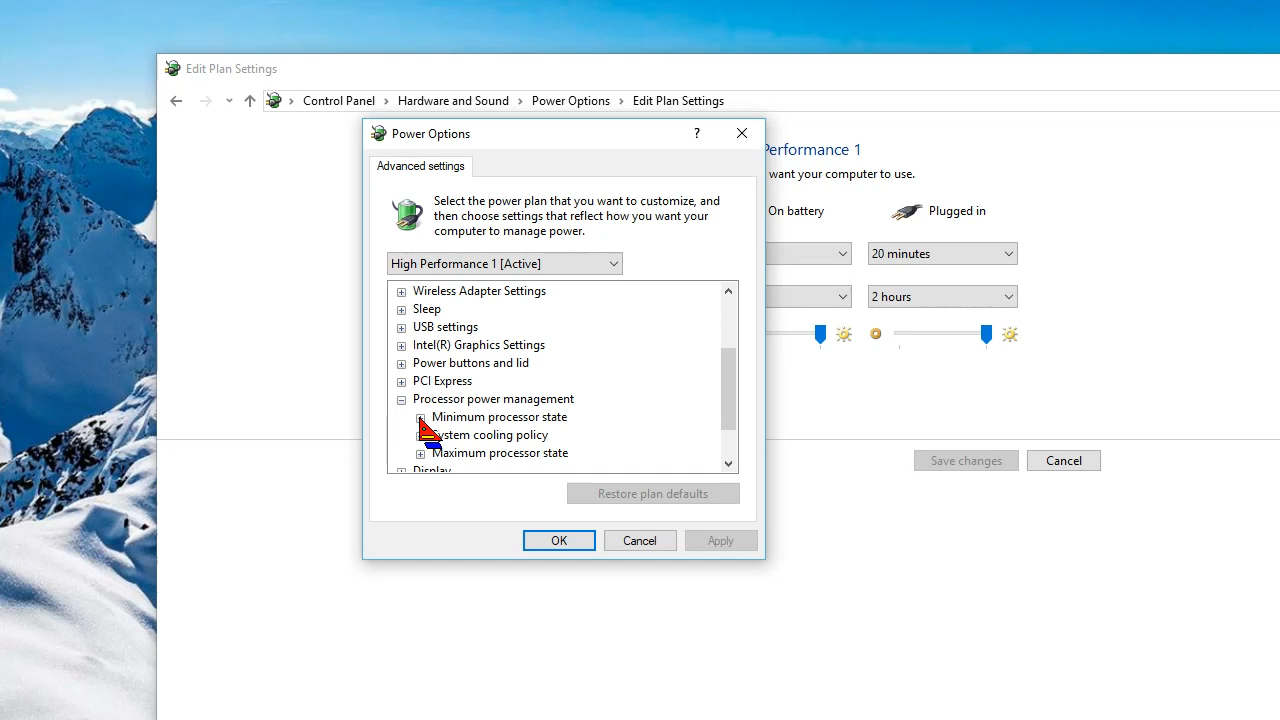 Edit Plan Settings
Control Panel > Hardware and Sound > Power Options > Edit Plan Settings
Power Options
?
Performance 1
Advanced settings
want your computer to use.
Select the power plan that you want to customize, and
then choose settings that reflect how you want your
computer to manage power.
On battery
Plugged in
High Performance 1 [Active]
20 minutes
Wireless Adapter Settings
2 hours
Sleep
USB settings
Intel(R) Graphics Settings
Power buttons and lid
PCI Express
Processor power management
Minimum processor state
System cooling policy
Maximum processor state
Display
Save changes
Cancel
Restore plan defaults
OK
Cancel
Apply